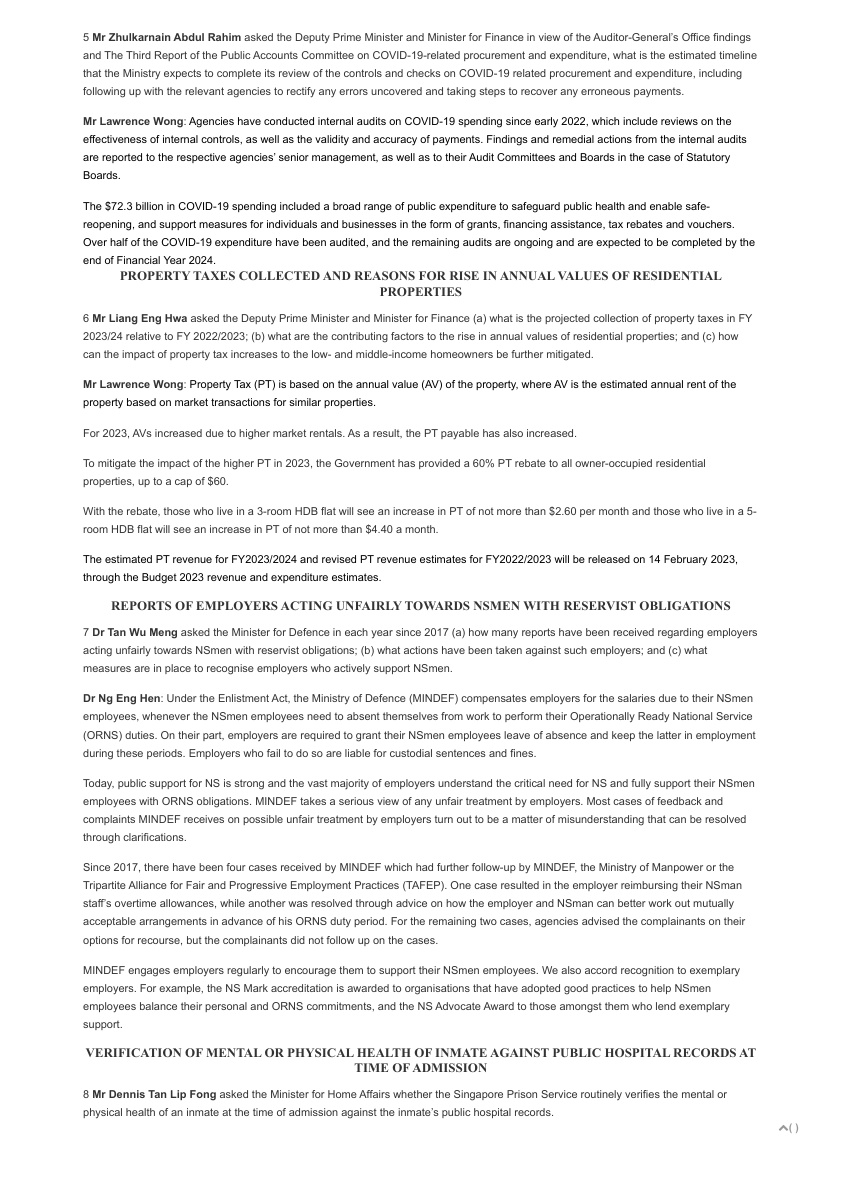 5 Mr Zhulkarnain Abdul Rahim asked the Deputy Prime Minister and Minister for Finance in view of the Auditor-General's Office findings
and The Third Report of the Public Accounts Committee on COVID-19-related procurement and expenditure, what is the estimated timeline
that the Ministry expects to complete its review of the controls and checks on COVID-19 related procurement and expenditure, including
following up with the relevant agencies to rectify any errors uncovered and taking steps to recover any erroneous payments.
Mr Lawrence Wong: Agencies have conducted internal audits on COVID-19 spending since early 2022, which include reviews on the
effectiveness of internal controls, as well as the validity and accuracy of payments. Findings and remedial actions from the internal audits
are reported to the respective agencies' senior management, as well as to their Audit Committees and Boards in the case of Statutory
Boards.
The $72.3 billion in COVID-19 spending included a broad range of public expenditure to safeguard public health and enable safe-
reopening, and support measures for individuals and businesses in the form of grants, financing assistance, tax rebates and vouchers.
Over half of the COVID-19 expenditure have been audited, and the remaining audits are ongoing and are expected to be completed by the
end of Financial Year 2024.
PROPERTY TAXES COLLECTED AND REASONS FOR RISE IN ANNUAL VALUES OF RESIDENTIAL
PROPERTIES
6 Mr Liang Eng Hwa asked the Deputy Prime Minister and Minister for Finance (a) what is the projected collection of property taxes in FY
2023/24 relative to FY 2022/2023; (b) what are the contributing factors to the rise in annual values of residential properties; and (c) how
can the impact of property tax increases to the low- and middle-income homeowners be further mitigated.
Mr Lawrence Wong: Property Tax (PT) is based on the annual value (AV) of the property, where AV is the estimated annual rent of the
property based on market transactions for similar properties.
For 2023, AVs increased due to higher market rentals. As a result, the PT payable has also increased.
To mitigate the impact of the higher PT in 2023, the Government has provided a 60% PT rebate to all owner-occupied residential
properties, up to a cap of $60.
With the rebate, those who live in a 3-room HDB flat will see an increase in PT of not more than $2.60 per month and those who live in a 5-
room HDB flat will see an increase in PT of not more than $4.40 a month.
The estimated PT revenue for FY2023/2024 and revised PT revenue estimates for FY2022/2023 will be released on 14 February 2023,
through the Budget 2023 revenue and expenditure estimates.
REPORTS OF EMPLOYERS ACTING UNFAIRLY TOWARDS NSMEN WITH RESERVIST OBLIGATIONS
7 Dr Tan Wu Meng asked the Minister for Defence in each year since 2017 (a) how many reports have been received regarding employers
acting unfairly towards NSmen with reservist obligations; (b) what actions have been taken against such employers; and (c) what
measures are in place to recognise employers who actively support NSmen.
Dr Ng Eng Hen: Under the Enlistment Act, the Ministry of Defence (MINDEF) compensates employers for the salaries due to their NSmen
employees, whenever the NSmen employees need to absent themselves from work to perform their Operationally Ready National Service
(ORNS) duties. On their part, employers are required to grant their NSmen employees leave of absence and keep the latter in employment
during these periods. Employers who fail to do so are liable for custodial sentences and fines.
Today, public support for NS is strong and the vast majority of employers understand the critical need for NS and fully support their NSmen
employees with ORNS obligations. MINDEF takes a serious view of any unfair treatment by employers. Most cases of feedback and
complaints MINDEF receives on possible unfair treatment by employers turn out to be a matter of misunderstanding that can be resolved
through clarifications.
Since 2017, there have been four cases received by MINDEF which had further follow-up by MINDEF, the Ministry of Manpower or the
Tripartite Alliance for Fair and Progressive Employment Practices (TAFEP). One case resulted in the employer reimbursing their NSman
staff's overtime allowances, while another was resolved through advice on how the employer and NSman can better work out mutually
acceptable arrangements in advance of his ORNS duty period. For the remaining two cases, agencies advised the complainants on their
options for recourse, but the complainants did not follow up on the cases.
MINDEF engages employers regularly to encourage them to support their NSmen employees. We also accord recognition to exemplary
employers. For example, the NS Mark accreditation is awarded to organisations that have adopted good practices to help NSmen
employees balance their personal and ORNS commitments, and the NS Advocate Award to those amongst them who lend exemplary
support.
VERIFICATION OF MENTAL OR PHYSICAL HEALTH OF INMATE AGAINST PUBLIC HOSPITAL RECORDS AT
TIME OF ADMISSION
8 Mr Dennis Tan Lip Fong asked the Minister for Home Affairs whether the Singapore Prison Service routinely verifies the mental or
physical health of an inmate at the time of admission against the inmate's public hospital records.
( )